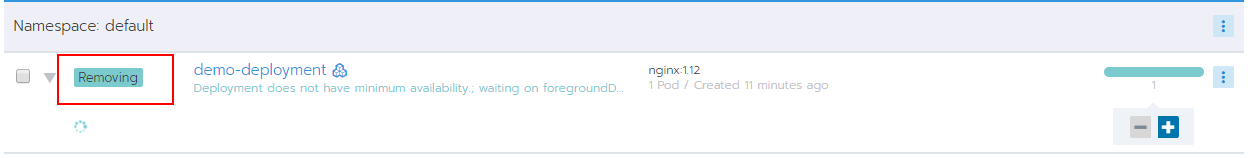 Namespace: default
Removing
demo-deployment
Deployment does not have minimum availability.; waiting on foregroundD...
nginx:1.12
1 Pod / Created 11 minutes ago
1